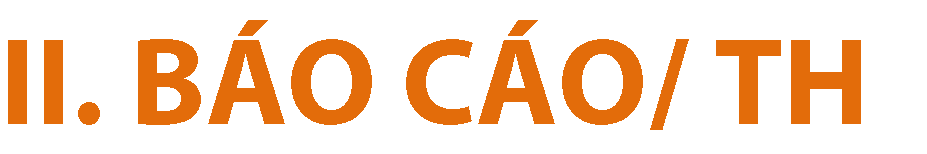 II. BÁO CÁO/ TH